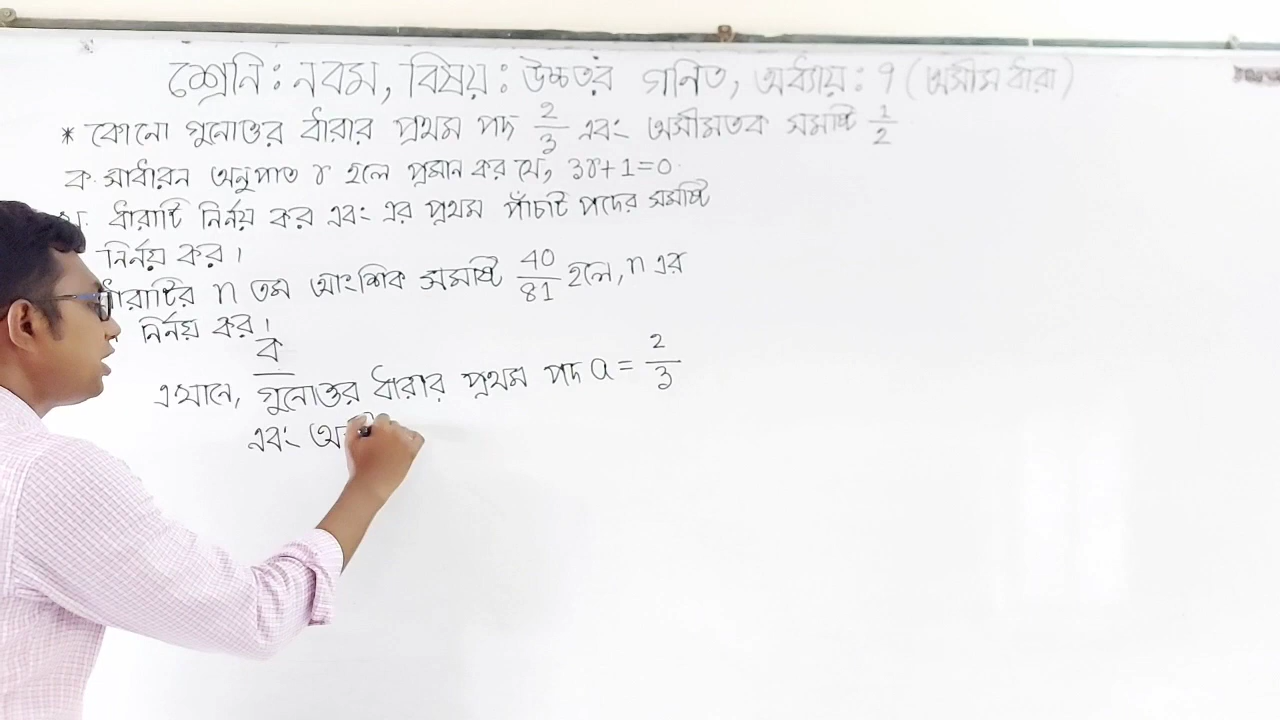 শ্রেনি: নবম, বিষয়: উচ্চতর গনিত, অধ্যায়: ৭ (অসীম ধারা)
* কোনো গুনোত্তর ধারার প্রথম পদ 2/3 এবং অসীমতক সমষ্টি 1/2
ক. সাধারন অনুপাত r হলে প্রমান কর যে, 3r+1=0.
খ. ধারাটি নির্নয় কর এবং এর প্রথম পাঁচটি পদের সমষ্টি
নির্নয় কর।
ধারাটির n তম আংশিক সমষ্টি 40/81 হলে, n এর
নির্নয় কর।
ক
এখানে, গুনোত্তর ধারার প্রথম পদ a = 2/3
এবং অ